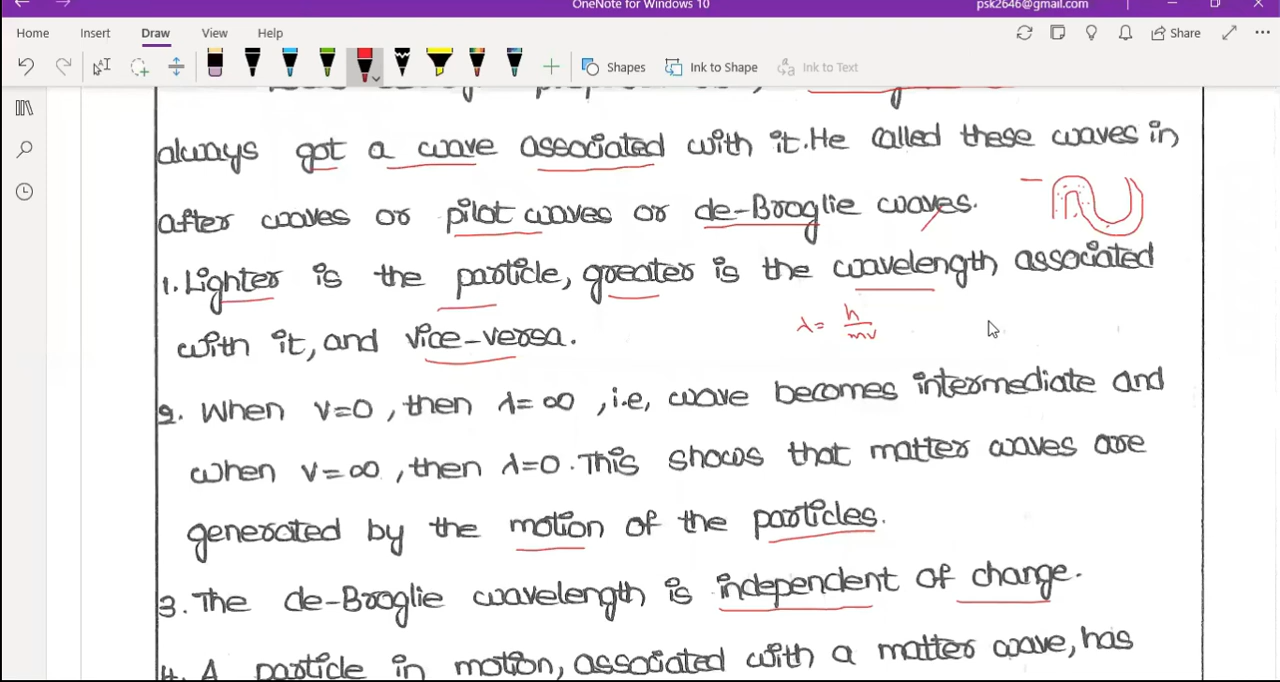 OneNote for Windows 10
psk2646@gmail.com
Home Insert Draw View Help
Share
Shapes Ink to Shape Ink to Text
always got a wave associated with it. He called these waves in
after waves or pilot waves or de-Broglie waves.
1. Lighter is the particle, greater is the wavelength associated
with it, and vice-versa.
λ = h/mv
2. When v=0, then λ=∞, i.e, wave becomes intermediate and
when v=∞, then λ=0. This shows that matter waves are
generated by the motion of the particles.
3. The de-Broglie wavelength is independent of change.
4. A particle in motion, associated with a matter wave, has